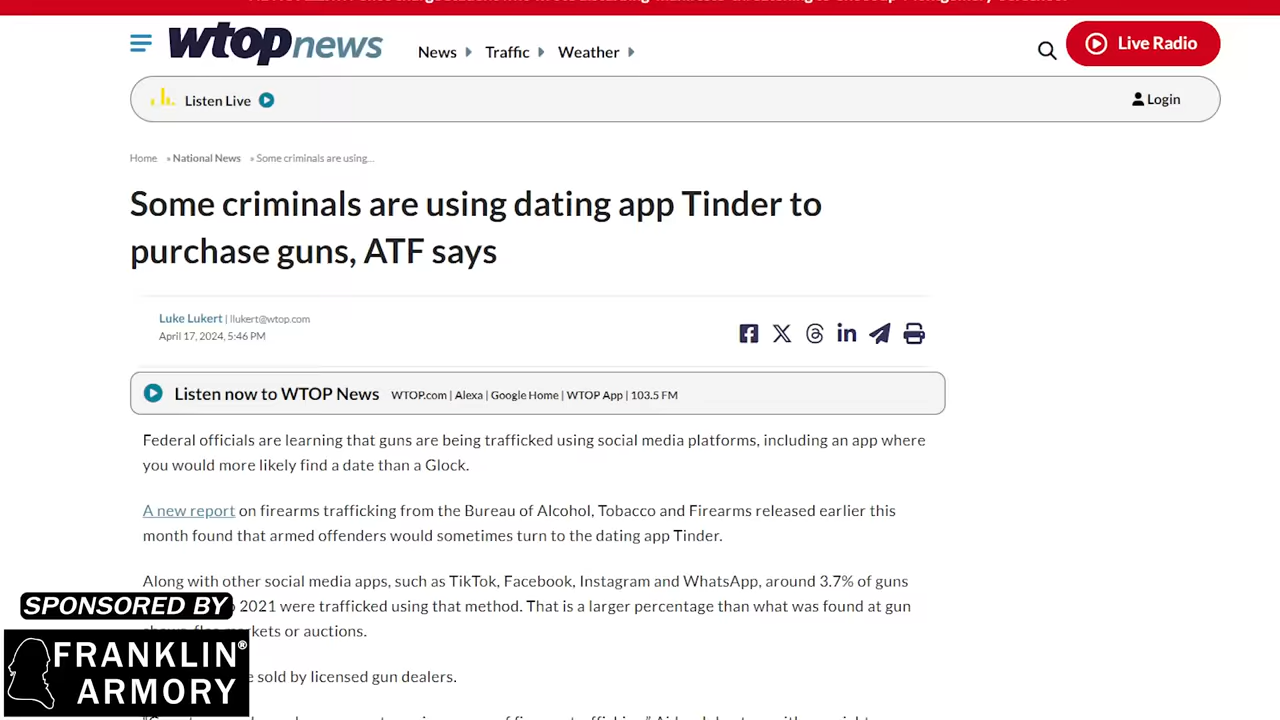 wtopnews
News
Traffic
Weather
Live Radio
Listen Live
Login
Home » National News » Some criminals are using...
Some criminals are using dating app Tinder to
purchase guns, ATF says
Luke Lukert | llukert@wtop.com
April 17, 2024, 5:46 PM
Listen now to WTOP News WTOP.com | Alexa | Google Home | WTOP App | 103.5 FM
Federal officials are learning that guns are being trafficked using social media platforms, including an app where
you would more likely find a date than a Glock.
A new report on firearms trafficking from the Bureau of Alcohol, Tobacco and Firearms released earlier this
month found that armed offenders would sometimes turn to the dating app Tinder.
Along with other social media apps, such as TikTok, Facebook, Instagram and WhatsApp, around 3.7% of guns
2021 were trafficked using that method. That is a larger percentage than what was found at gun
or auctions.
sold by licensed gun dealers.
SPONSORED BY
FRANKLIN®
ARMORY